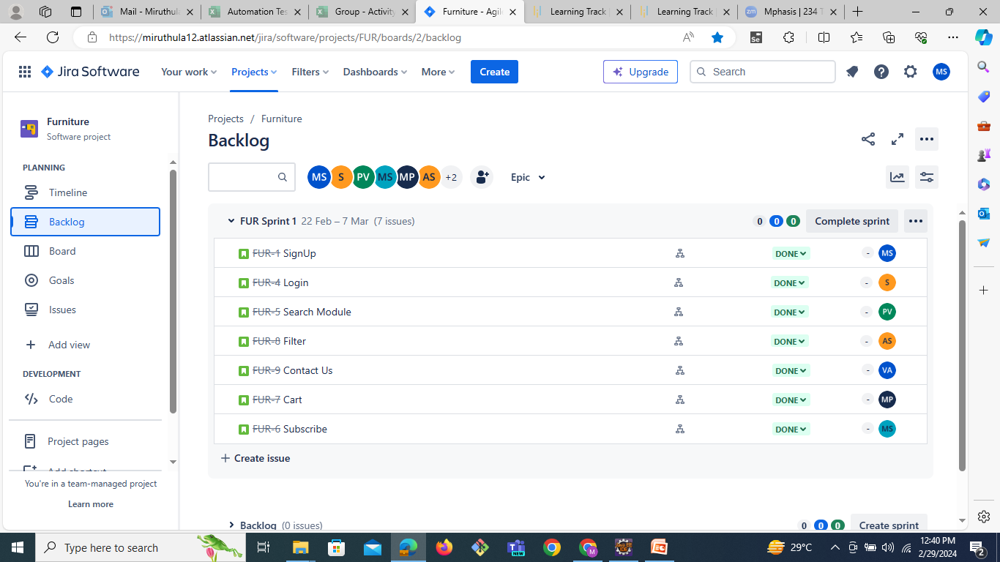 Mail - Miruthula
Automation Tes
Group - Activity
Furniture - Agil
Learning Track |
Learning Track |
Mphasis | 234 T
https://miruthula12.atlassian.net/jira/software/projects/FUR/boards/2/backlog
Jira Software
Your work
Projects
Filters
Dashboards
More
Create
Upgrade
Search
MS
Furniture
Software project
PLANNING
Timeline
Backlog
Board
Goals
Issues
Add view
DEVELOPMENT
Code
Project pages
Add shortcut
You're in a team-managed project
Learn more
Projects / Furniture
Backlog
MS S PV MS MP AS +2
Epic
FUR Sprint 1 22 Feb – 7 Mar (7 issues) 0 0 0 Complete sprint
FUR-1 SignUp DONE - MS
FUR-4 Login DONE - S
FUR-5 Search Module DONE - PV
FUR-8 Filter DONE - AS
FUR-9 Contact Us DONE - VA
FUR-7 Cart DONE - MP
FUR-6 Subscribe DONE - MS
+ Create issue
Backlog (0 issues) 0 0 0 Create sprint
Type here to search
29°C
12:40 PM
2/29/2024
2